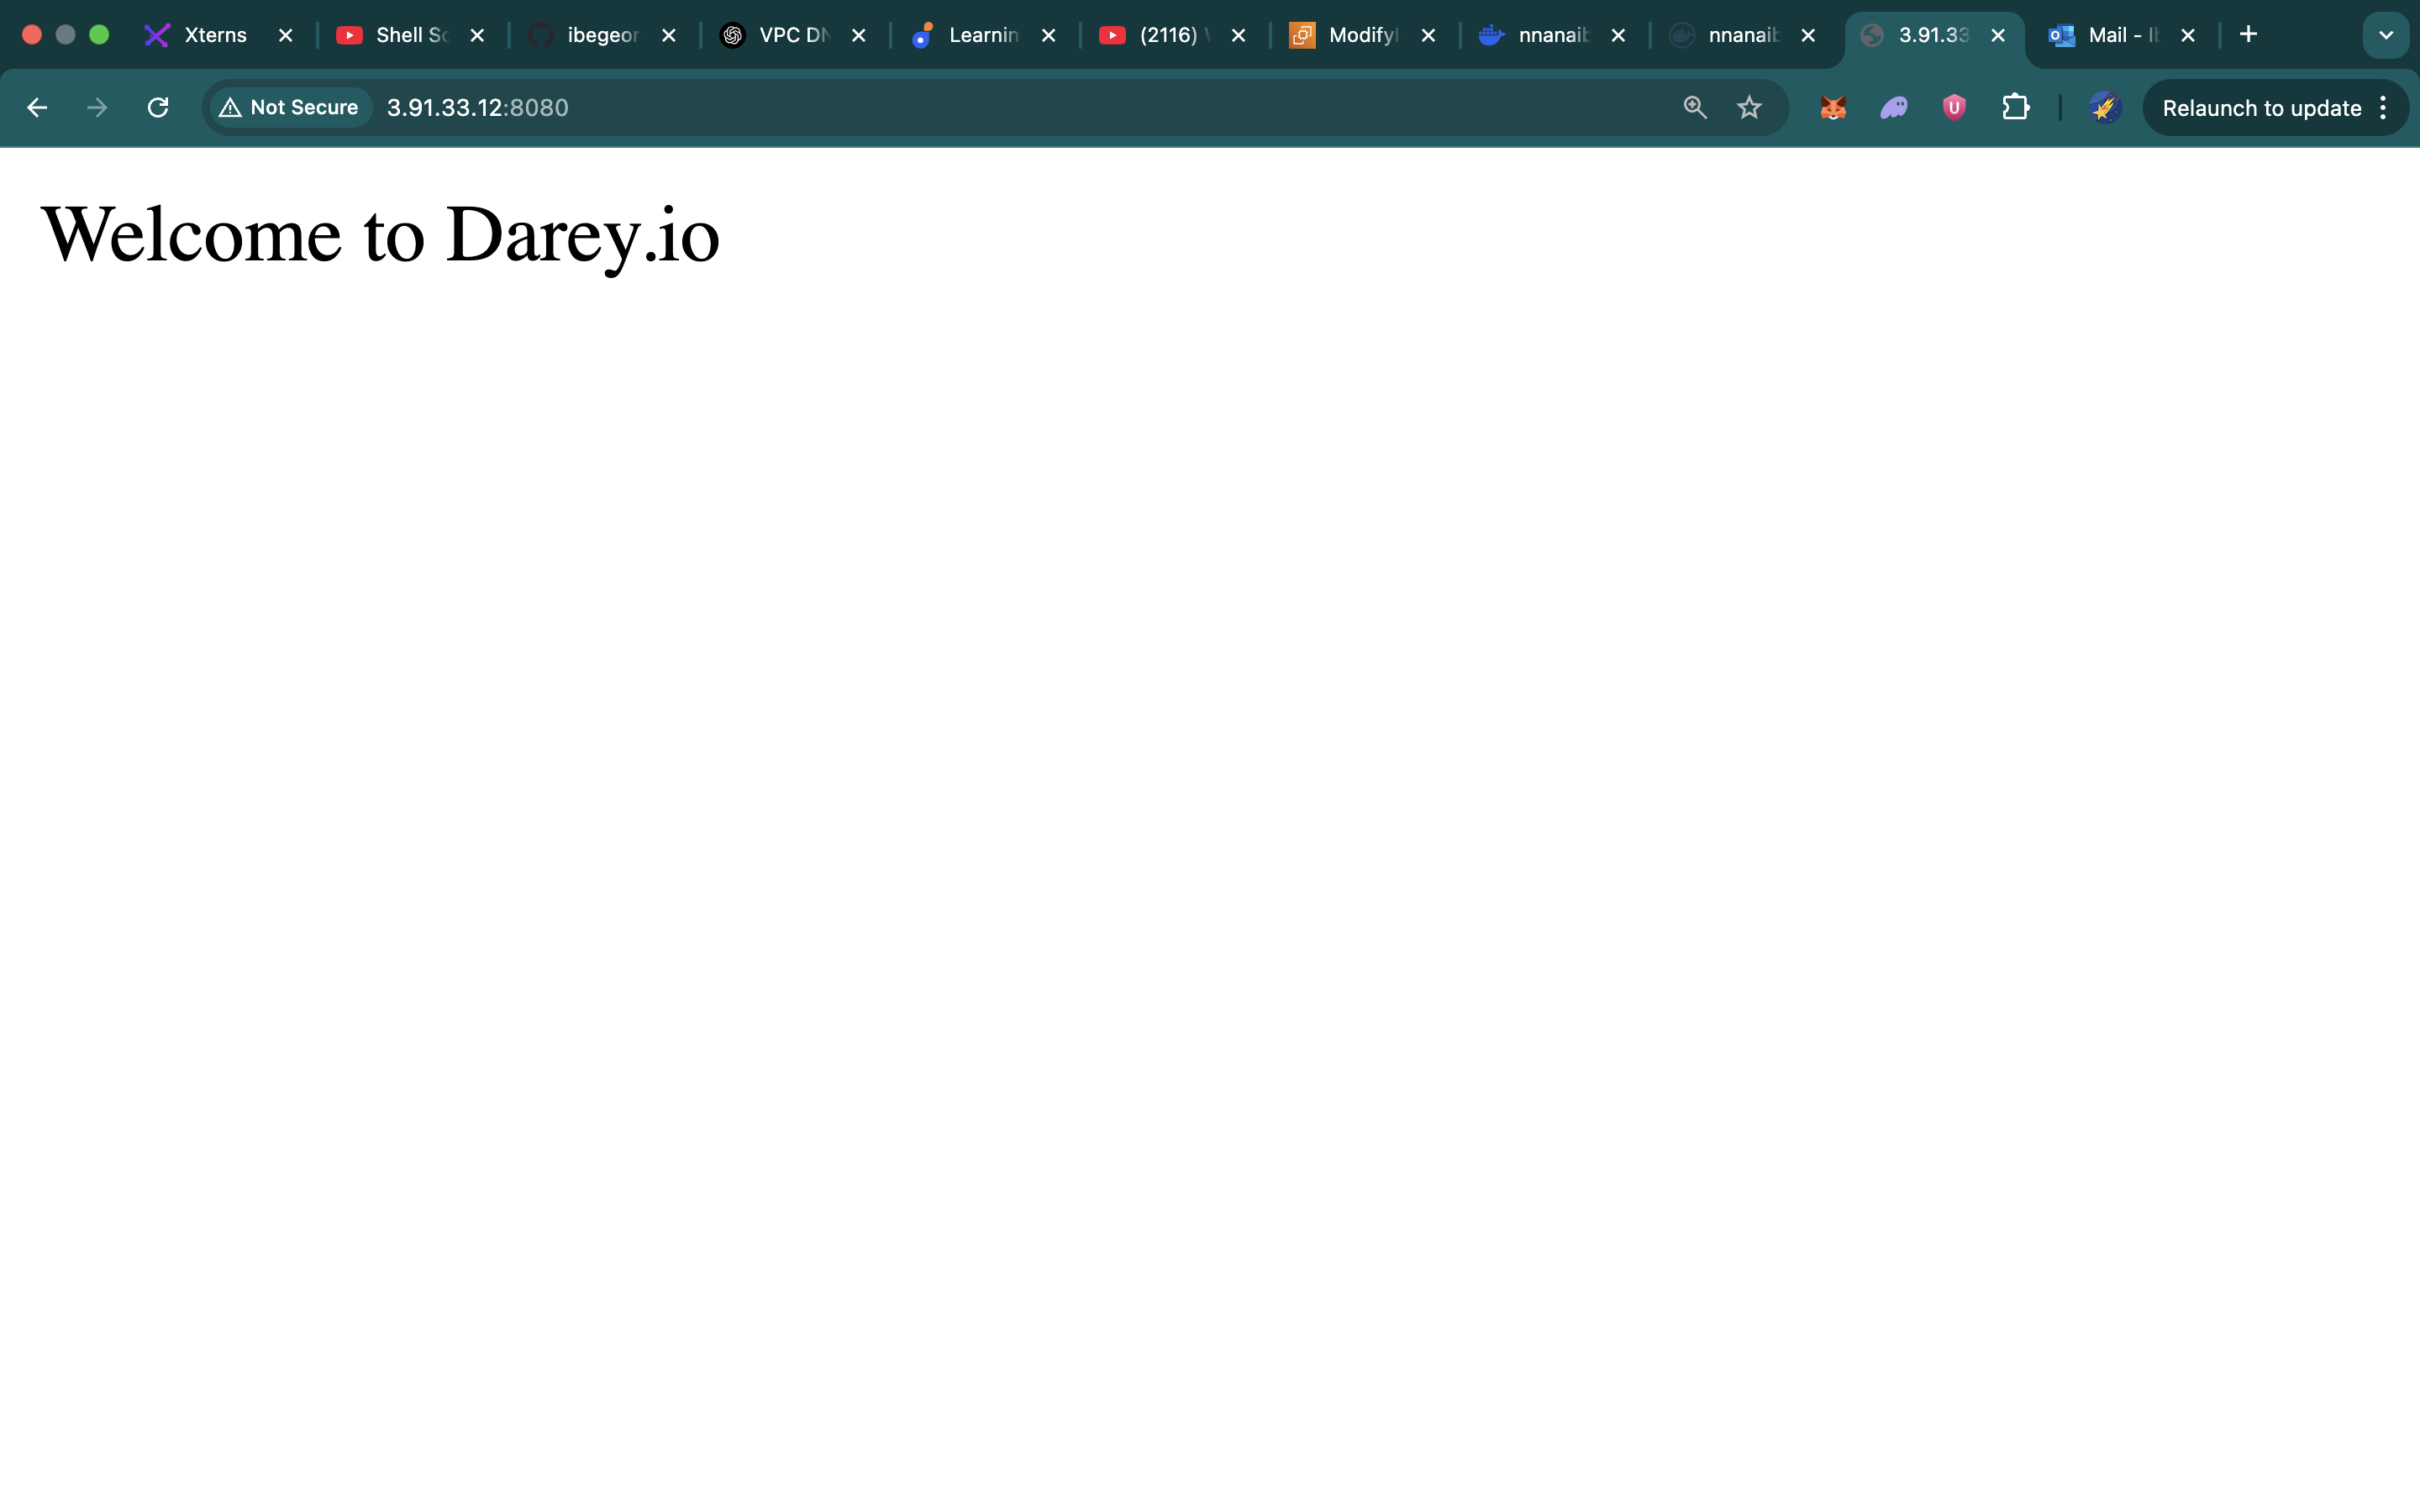 Xterns
Shell Sc
ibegeor
VPC DN
Learnin
(2116)
Modify
nnanaib
nnanaib
3.91.33
Mail - Ib
Not Secure
3.91.33.12:8080
U
Relaunch to update
Welcome to Darey.io